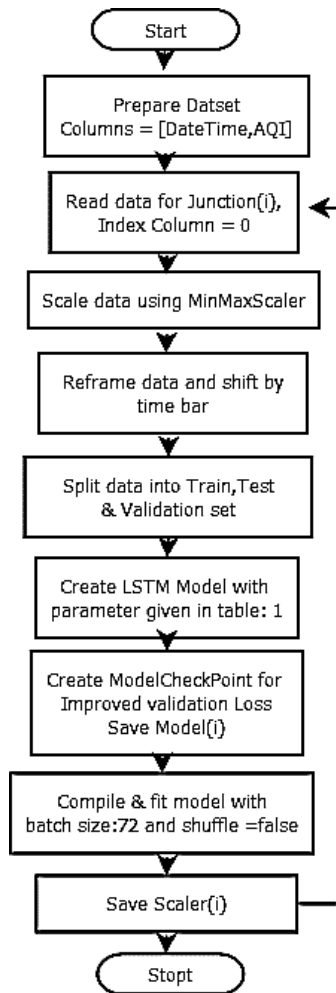 Start
Prepare Datset
Columns = [DateTime,AQI]
Read data for Junction{i},
Index Column = 0
Scale data using MinMaxScaler
Reframe data and shift by
time bar
Split data into Train,Test
& Validation set
Create LSTM Model with
parameter given in table: 1
Create ModelCheckPoint for
Improved validation Loss
Save Model{i}
Compile & fit model with
batch size:72 and shuffle =false
Save Scaler{i}
Stopt